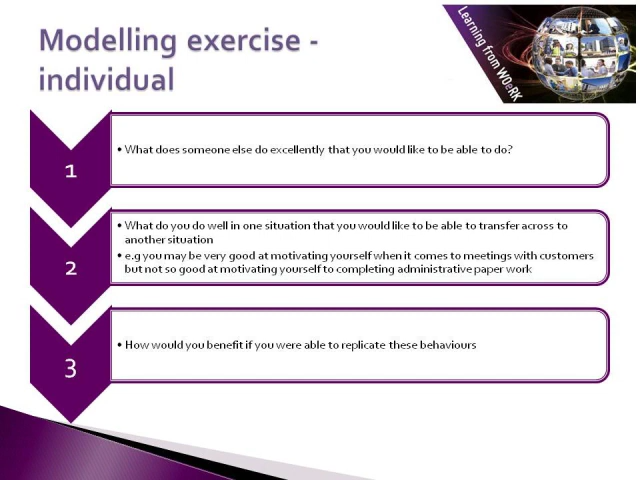 Modelling exercise -
individual
Learning from WOeRK
1
• What does someone else do excellently that you would like to be able to do?
2
• What do you do well in one situation that you would like to be able to transfer across to
another situation
• e.g you may be very good at motivating yourself when it comes to meetings with customers
but not so good at motivating yourself to completing administrative paper work
3
• How would you benefit if you were able to replicate these behaviours